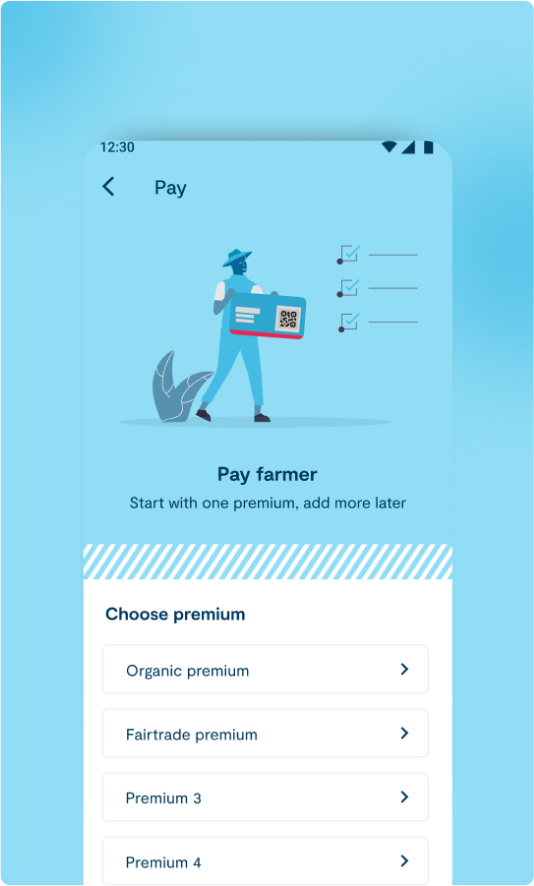 12:30
Pay
Pay farmer
Start with one premium, add more later
Choose premium
Organic premium
Fairtrade premium
Premium 3
Premium 4